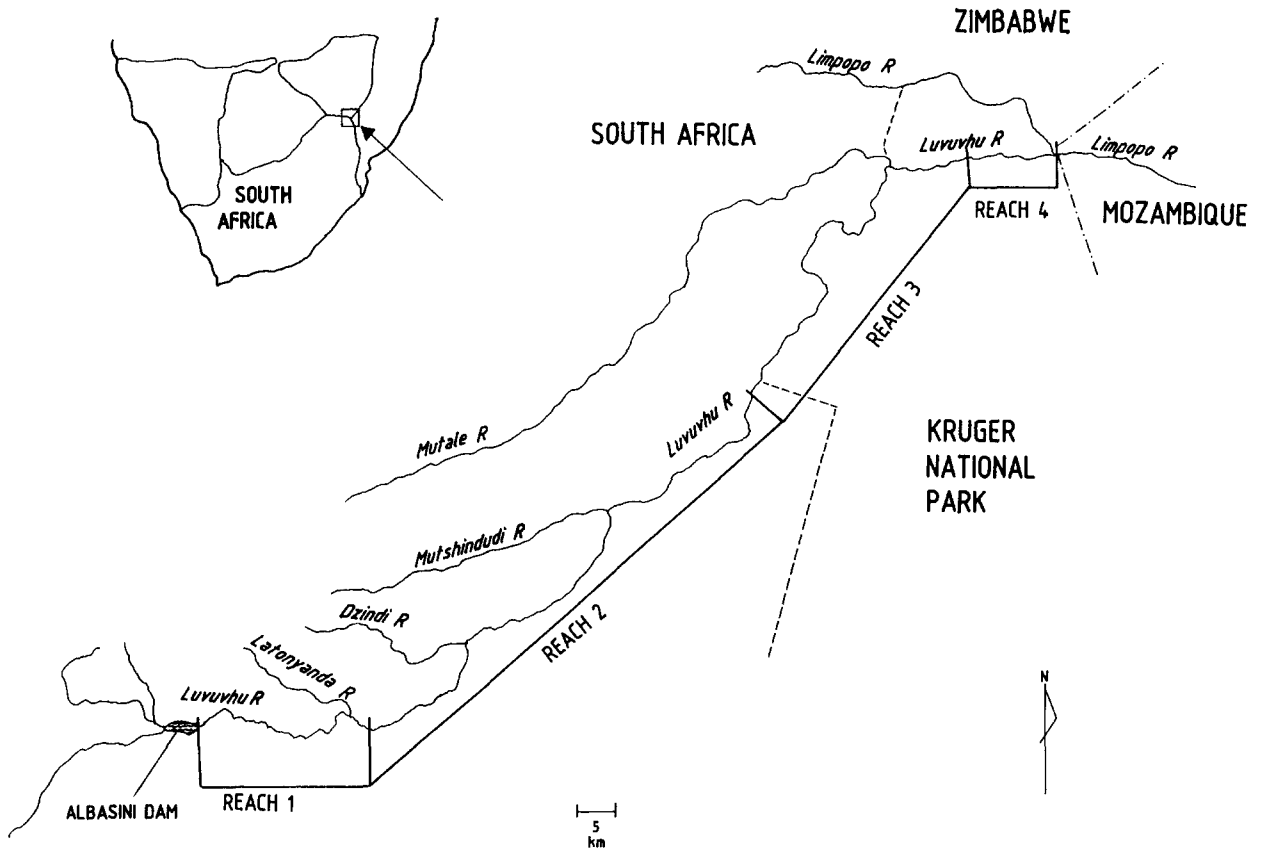 ZIMBABWE
Limpopo R
SOUTH AFRICA
Luvuvhu R
Limpopo R
REACH 4
MOZAMBIQUE
SOUTH
AFRICA
REACH 3
Luvuvhu R
KRUGER
NATIONAL
PARK
Mutale R
Mutshindudi R
Dzindi R
REACH 2
Latonyanda R
Luvuvhu R
N
ALBASINI DAM
REACH 1
5
km